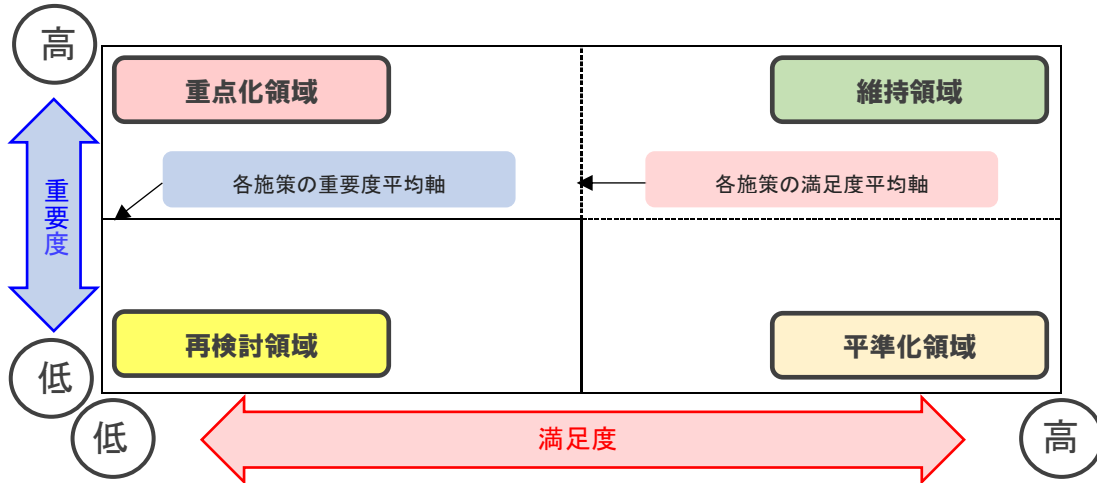 高
重点化領域
維持領域
各施策の重要度平均軸
各施策の満足度平均軸
重要度
再検討領域
平準化領域
低
低
満足度
高